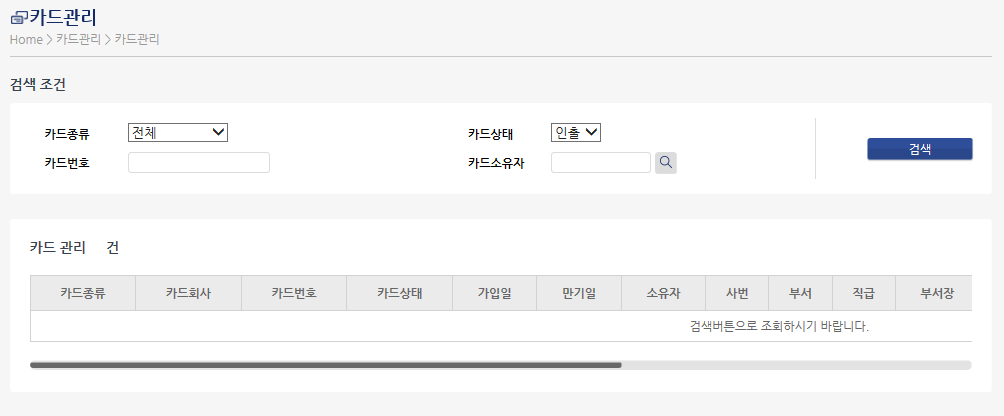 카드관리
Home > 카드관리 > 카드관리
검색 조건
카드종류 전체 카드상태 인출 검색
카드번호 카드소유자
카드 관리 건
카드종류 카드회사 카드번호 카드상태 가입일 만기일 소유자 사번 부서 직급 부서장
검색버튼으로 조회하시기 바랍니다.